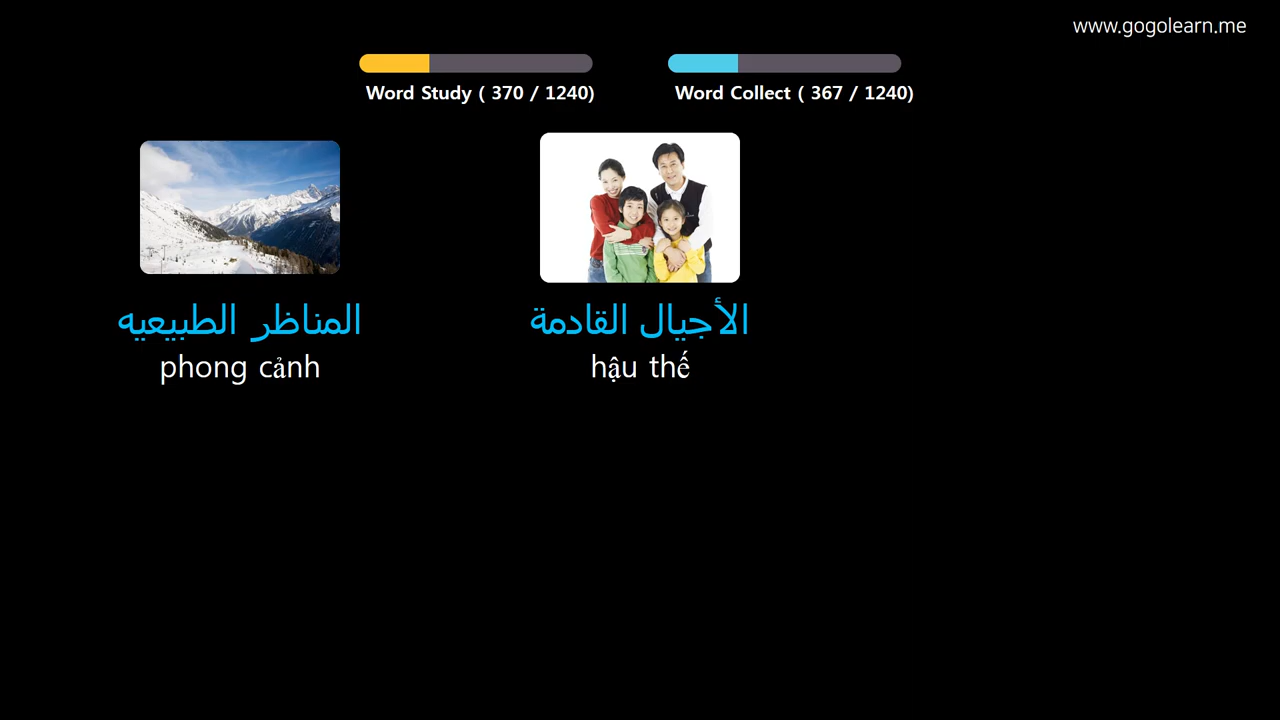 www.gogolearn.me
Word Study ( 370 / 1240)
Word Collect ( 367 / 1240)
المناظر الطبيعيه
phong cảnh
الأجيال القادمة
hậu thế